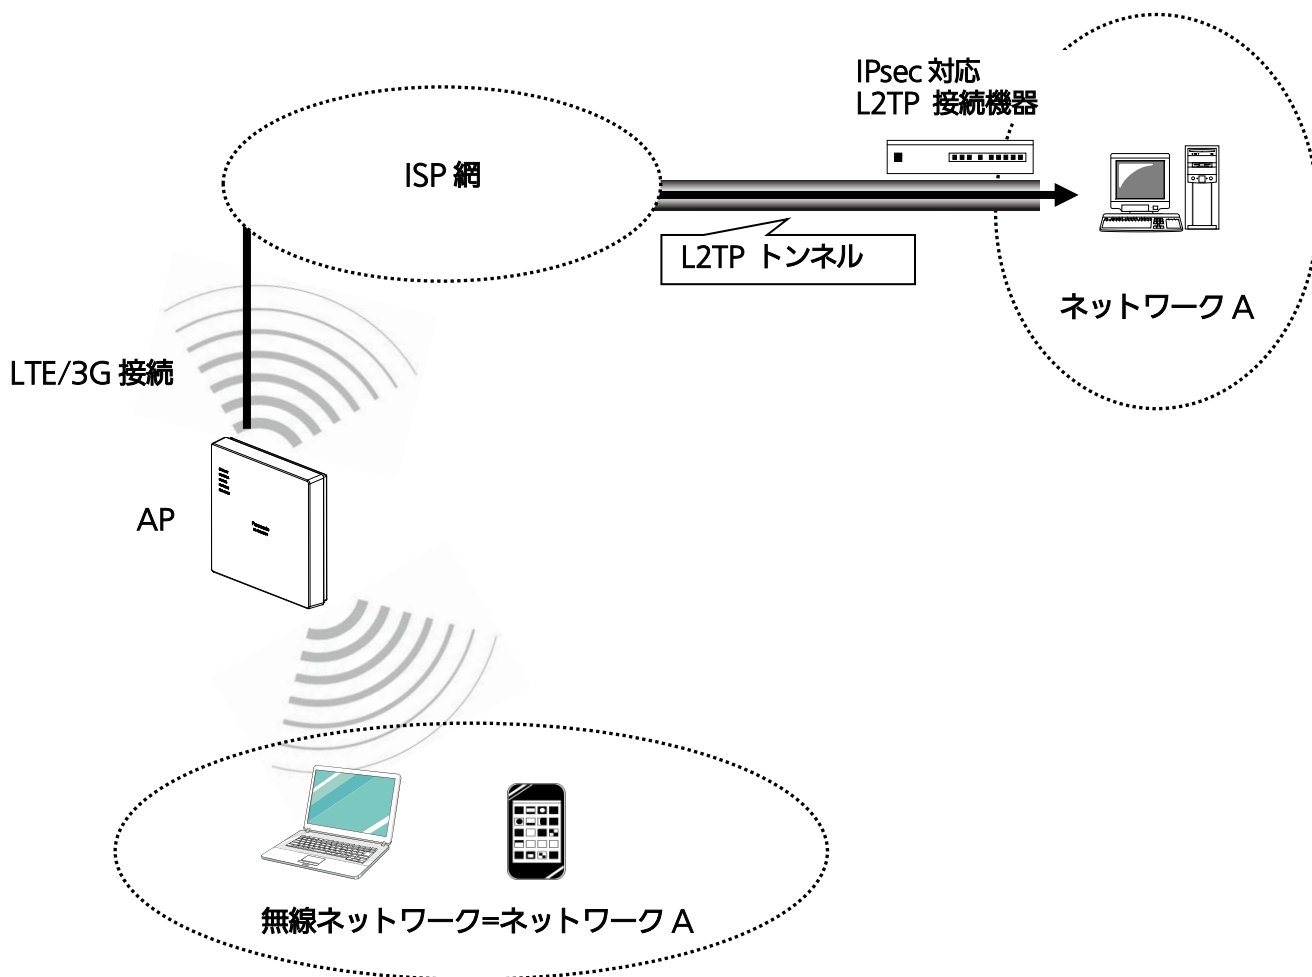 IPsec 対応
L2TP 接続機器
ISP 網
L2TP トンネル
ネットワーク A
LTE/3G 接続
AP
無線ネットワーク=ネットワーク A